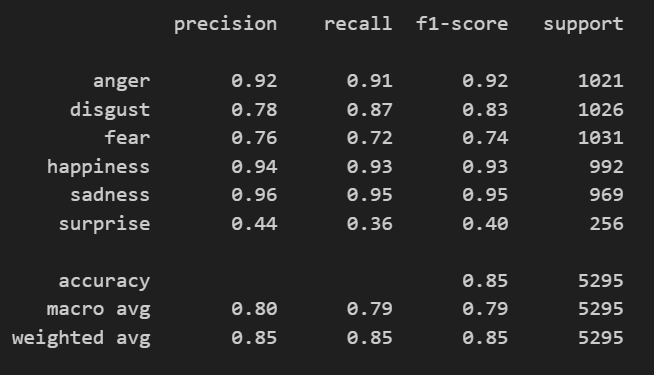 precision recall f1-score support
anger 0.92 0.91 0.92 1021
disgust 0.78 0.87 0.83 1026
fear 0.76 0.72 0.74 1031
happiness 0.94 0.93 0.93 992
sadness 0.96 0.95 0.95 969
surprise 0.44 0.36 0.40 256
accuracy 0.85 5295
macro avg 0.80 0.79 0.79 5295
weighted avg 0.85 0.85 0.85 5295